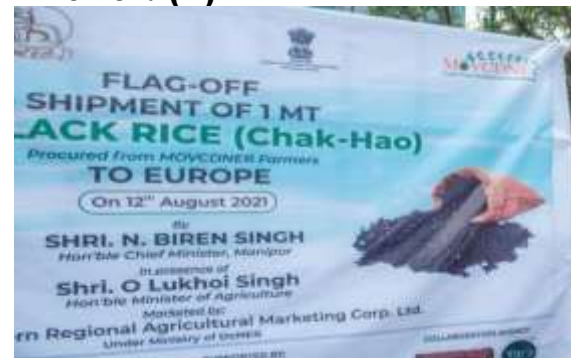 FLAG-OFF
SHIPMENT OF 1 MT
LACK RICE (Chak-Hao)
Procured from MOVCDNER Farmers
TO EUROPE
On 12th August 2021
By
SHRI. N. BIREN SINGH
Hon'ble Chief Minister, Manipur
In presence of
Shri. O Lukhoi Singh
Hon'ble Minister of Agriculture
Marketed by:
rn Regional Agricultural Marketing Corp. Ltd.
Under Ministry of DoNER